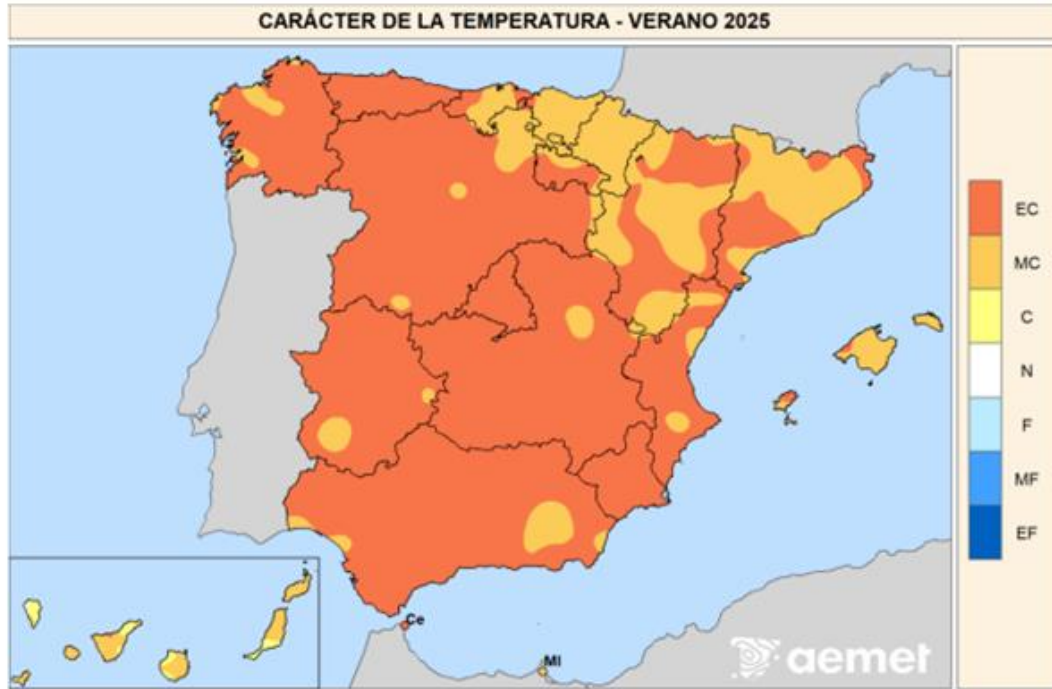 CARÁCTER DE LA TEMPERATURA - VERANO 2025
EC
MC
C
N
F
MF
EF
Ce
Ml
aemet